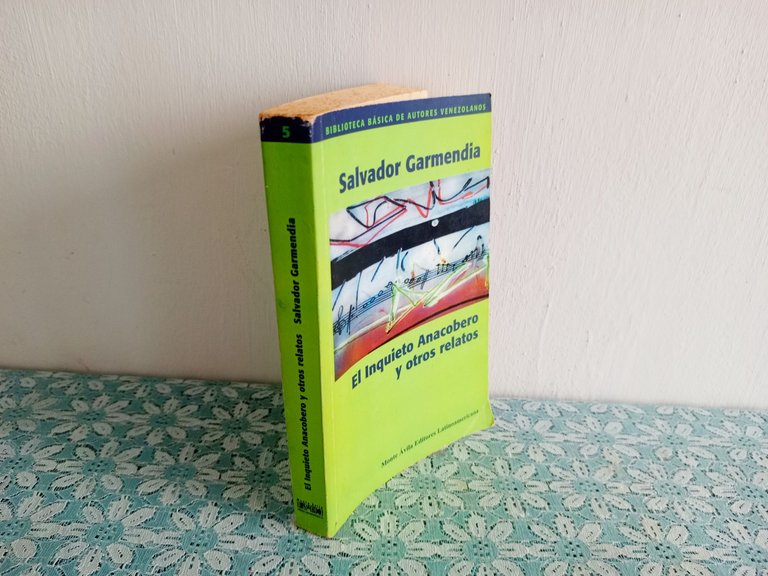 5
El Inquieto Anacobero y otros relatos Salvador Garmendia
BIBLIOTECA BÁSICA DE AUTORES VENEZOLANOS
Salvador Garmendia
El Inquieto Anacobero
y otros relatos
Monte Ávila Editores Latinoamericana